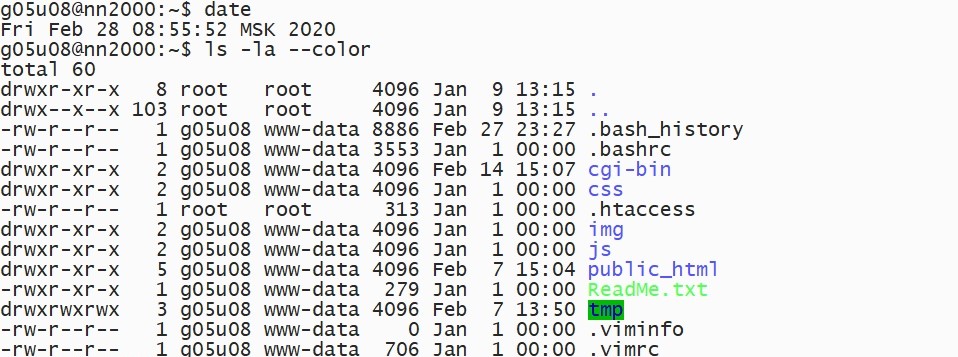 g05u08@nn2000:~$ date
Fri Feb 28 08:55:52 MSK 2020
g05u08@nn2000:~$ ls -la --color
total 60
drwxr-xr-x   8 root   root     4096 Jan  9 13:15 .
drwx--x--x 103 root   root     4096 Jan  9 13:15 ..
-rw-r--r--   1 g05u08 www-data 8886 Feb 27 23:27 .bash_history
-rw-r--r--   1 g05u08 www-data 3553 Jan  1 00:00 .bashrc
drwxr-xr-x   2 g05u08 www-data 4096 Feb 14 15:07 cgi-bin
drwxr-xr-x   2 g05u08 www-data 4096 Jan  1 00:00 css
-rw-r--r--   1 root   root      313 Jan  1 00:00 .htaccess
drwxr-xr-x   2 g05u08 www-data 4096 Jan  1 00:00 img
drwxr-xr-x   2 g05u08 www-data 4096 Jan  1 00:00 js
drwxr-xr-x   5 g05u08 www-data 4096 Feb  7 15:04 public_html
-rwxr-xr-x   1 g05u08 www-data  279 Jan  1 00:00 ReadMe.txt
drwxrwxrwx   3 g05u08 www-data 4096 Feb  7 13:50 tmp
-rw-r--r--   1 g05u08 www-data    0 Jan  1 00:00 .viminfo
-rw-r--r--   1 g05u08 www-data  706 Jan  1 00:00 .vimrc